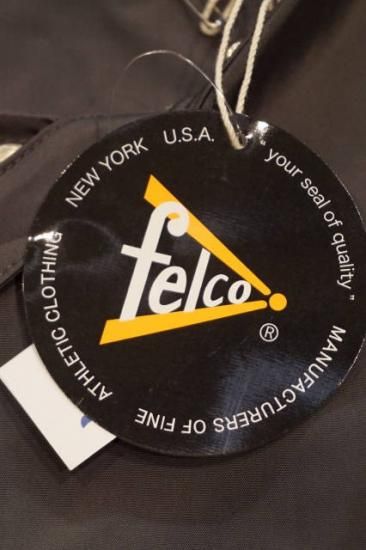 NEW YORK U.S.A.
"your seal of quality"
MANUFACTURERS OF FINE
ATHLETIC CLOTHING
felco
®